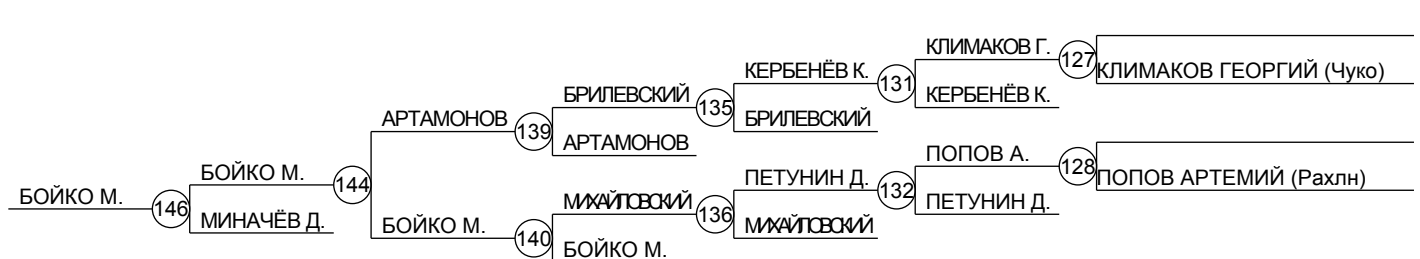 КЛИМАКОВ Г.
127
КЛИМАКОВ ГЕОРГИЙ (Чуко)
КЕРБЕНЁВ К.
131
КЕРБЕНЁВ К.
БРИЛЕВСКИЙ
135
БРИЛЕВСКИЙ
АРТАМОНОВ
139
АРТАМОНОВ
ПОПОВ А.
128
ПОПОВ АРТЕМИЙ (Рахлн)
БОЙКО М.
144
ПЕТУНИН Д.
132
ПЕТУНИН Д.
БОЙКО М.
146
МИНАЧЁВ Д.
МИХАЙЛОВСКИЙ
136
МИХАЙЛОВСКИЙ
БОЙКО М.
140
БОЙКО М.